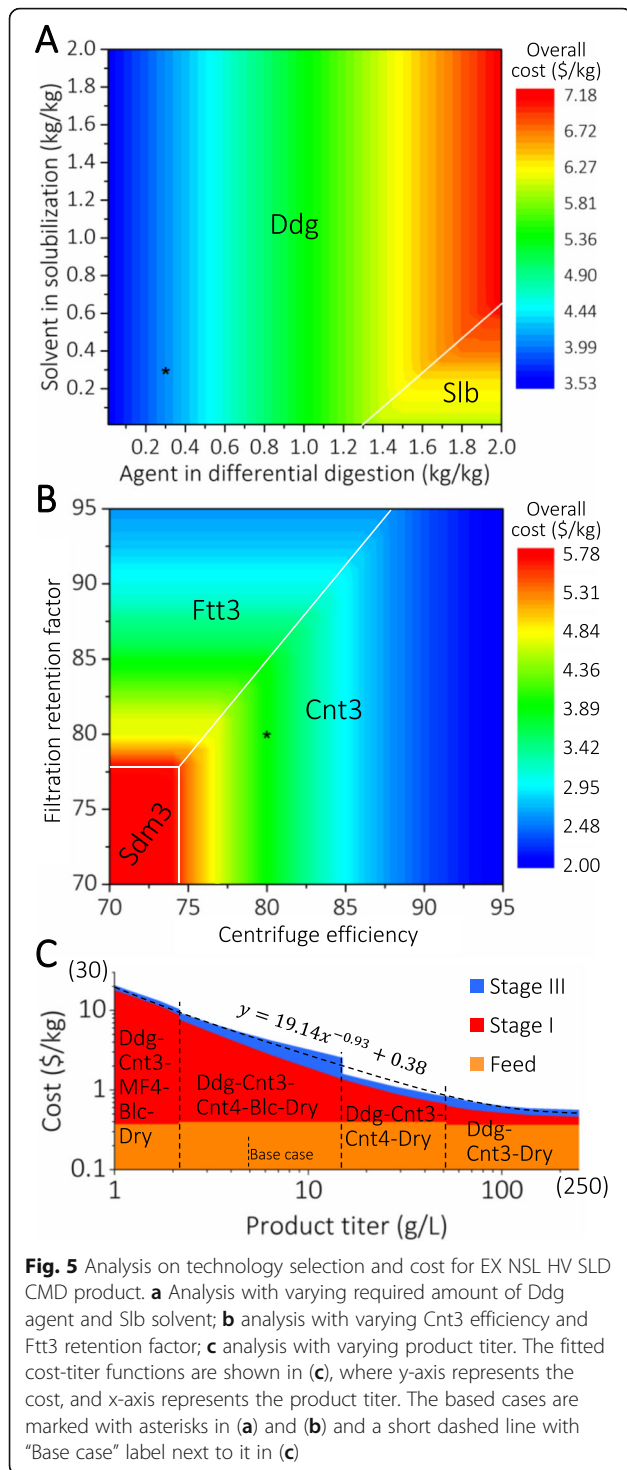 A
Overall
cost ($/kg)
2.0
1.8
1.6
1.4
1.2
1.0
0.8
0.6
0.4
0.2
Solvent in solubilization (kg/kg)
Ddg
Slb
*
7.18
6.72
6.27
5.81
5.36
4.90
4.44
3.99
3.53
0.2 0.4 0.6 0.8 1.0 1.2 1.4 1.6 1.8 2.0
Agent in differential digestion (kg/kg)
B
Overall
cost ($/kg)
95
90
85
80
75
70
Filtration retention factor
Ftt3
Cnt3
Sdm3
*
5.78
5.31
4.84
4.36
3.89
3.42
2.95
2.48
2.00
70 75 80 85 90 95
Centrifuge efficiency
C
(30)
10
1
0.1
Cost ($/kg)
Stage III
Stage I
Feed
y = 19.14x^{-0.93} + 0.38
Ddg-
Cnt3-
MF4-
Blc-
Dry
Ddg-Cnt3-
Cnt4-Blc-Dry
Ddg-Cnt3-
Cnt4-Dry
Ddg-
Cnt3-Dry
Base case
1 10 100 (250)
Product titer (g/L)
Fig. 5 Analysis on technology selection and cost for EX NSL HV SLD
CMD product. a Analysis with varying required amount of Ddg
agent and Slb solvent; b analysis with varying Cnt3 efficiency and
Ftt3 retention factor; c analysis with varying product titer. The fitted
cost-titer functions are shown in (c), where y-axis represents the
cost, and x-axis represents the product titer. The based cases are
marked with asterisks in (a) and (b) and a short dashed line with
"Base case" label next to it in (c)